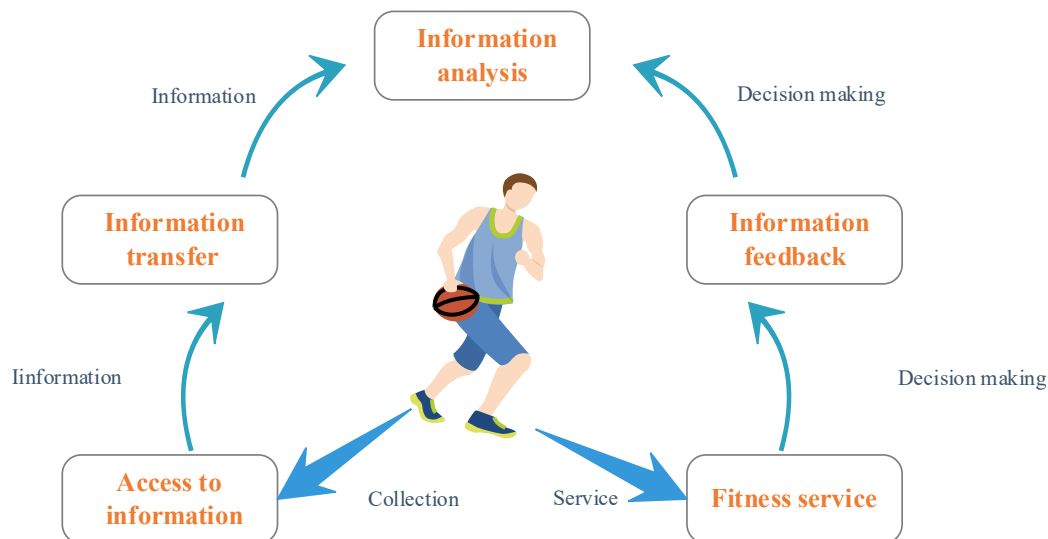 Information
analysis
Information
Decision making
Information
transfer
Information
feedback
Iinformation
Decision making
Access to
information
Collection
Service
Fitness service